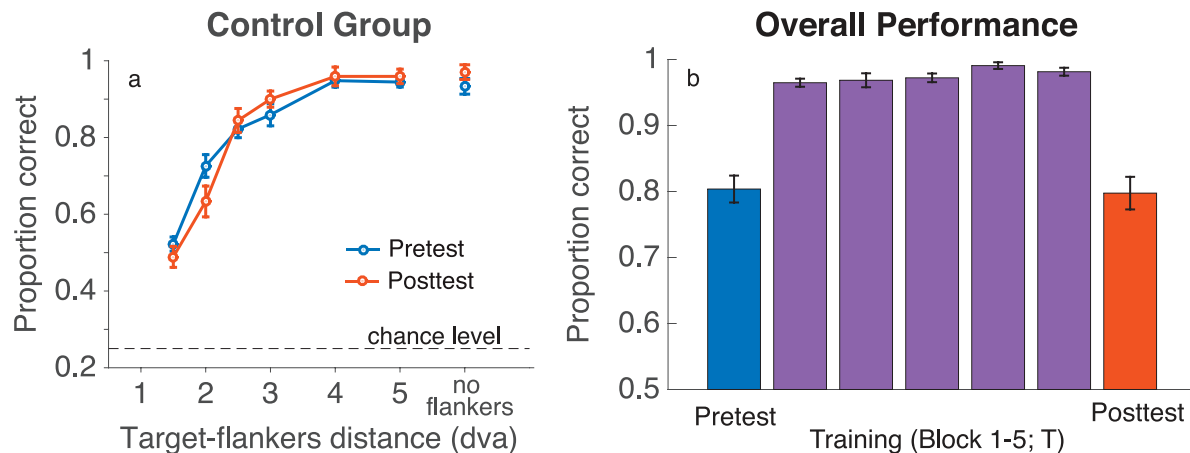 Control Group
a
Proportion correct
1
0.8
0.6
0.4
0.2
Pretest
Posttest
chance level
1 2 3 4 5 no flankers
Target-flankers distance (dva)
Overall Performance
b
Proportion correct
1
0.9
0.8
0.7
0.6
0.5
Pretest
Posttest
Training (Block 1-5; T)